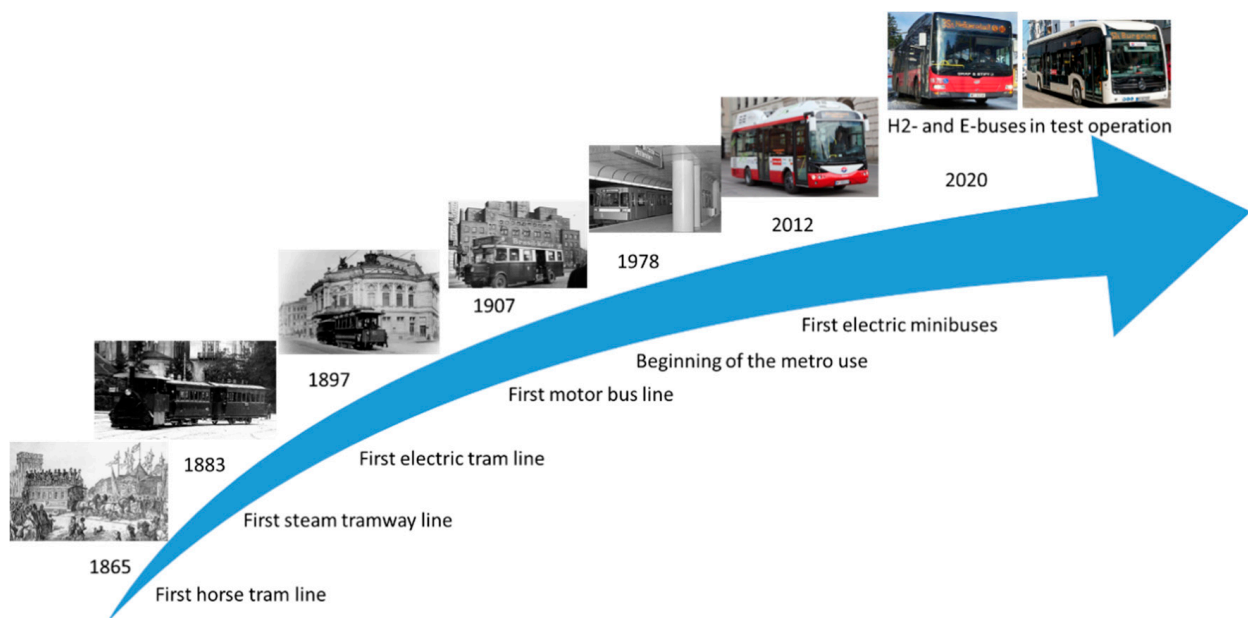 H2- and E-buses in test operation
2020
2012
1978
First electric minibuses
1907
Beginning of the metro use
1897
First motor bus line
1883
First electric tram line
First steam tramway line
1865
First horse tram line